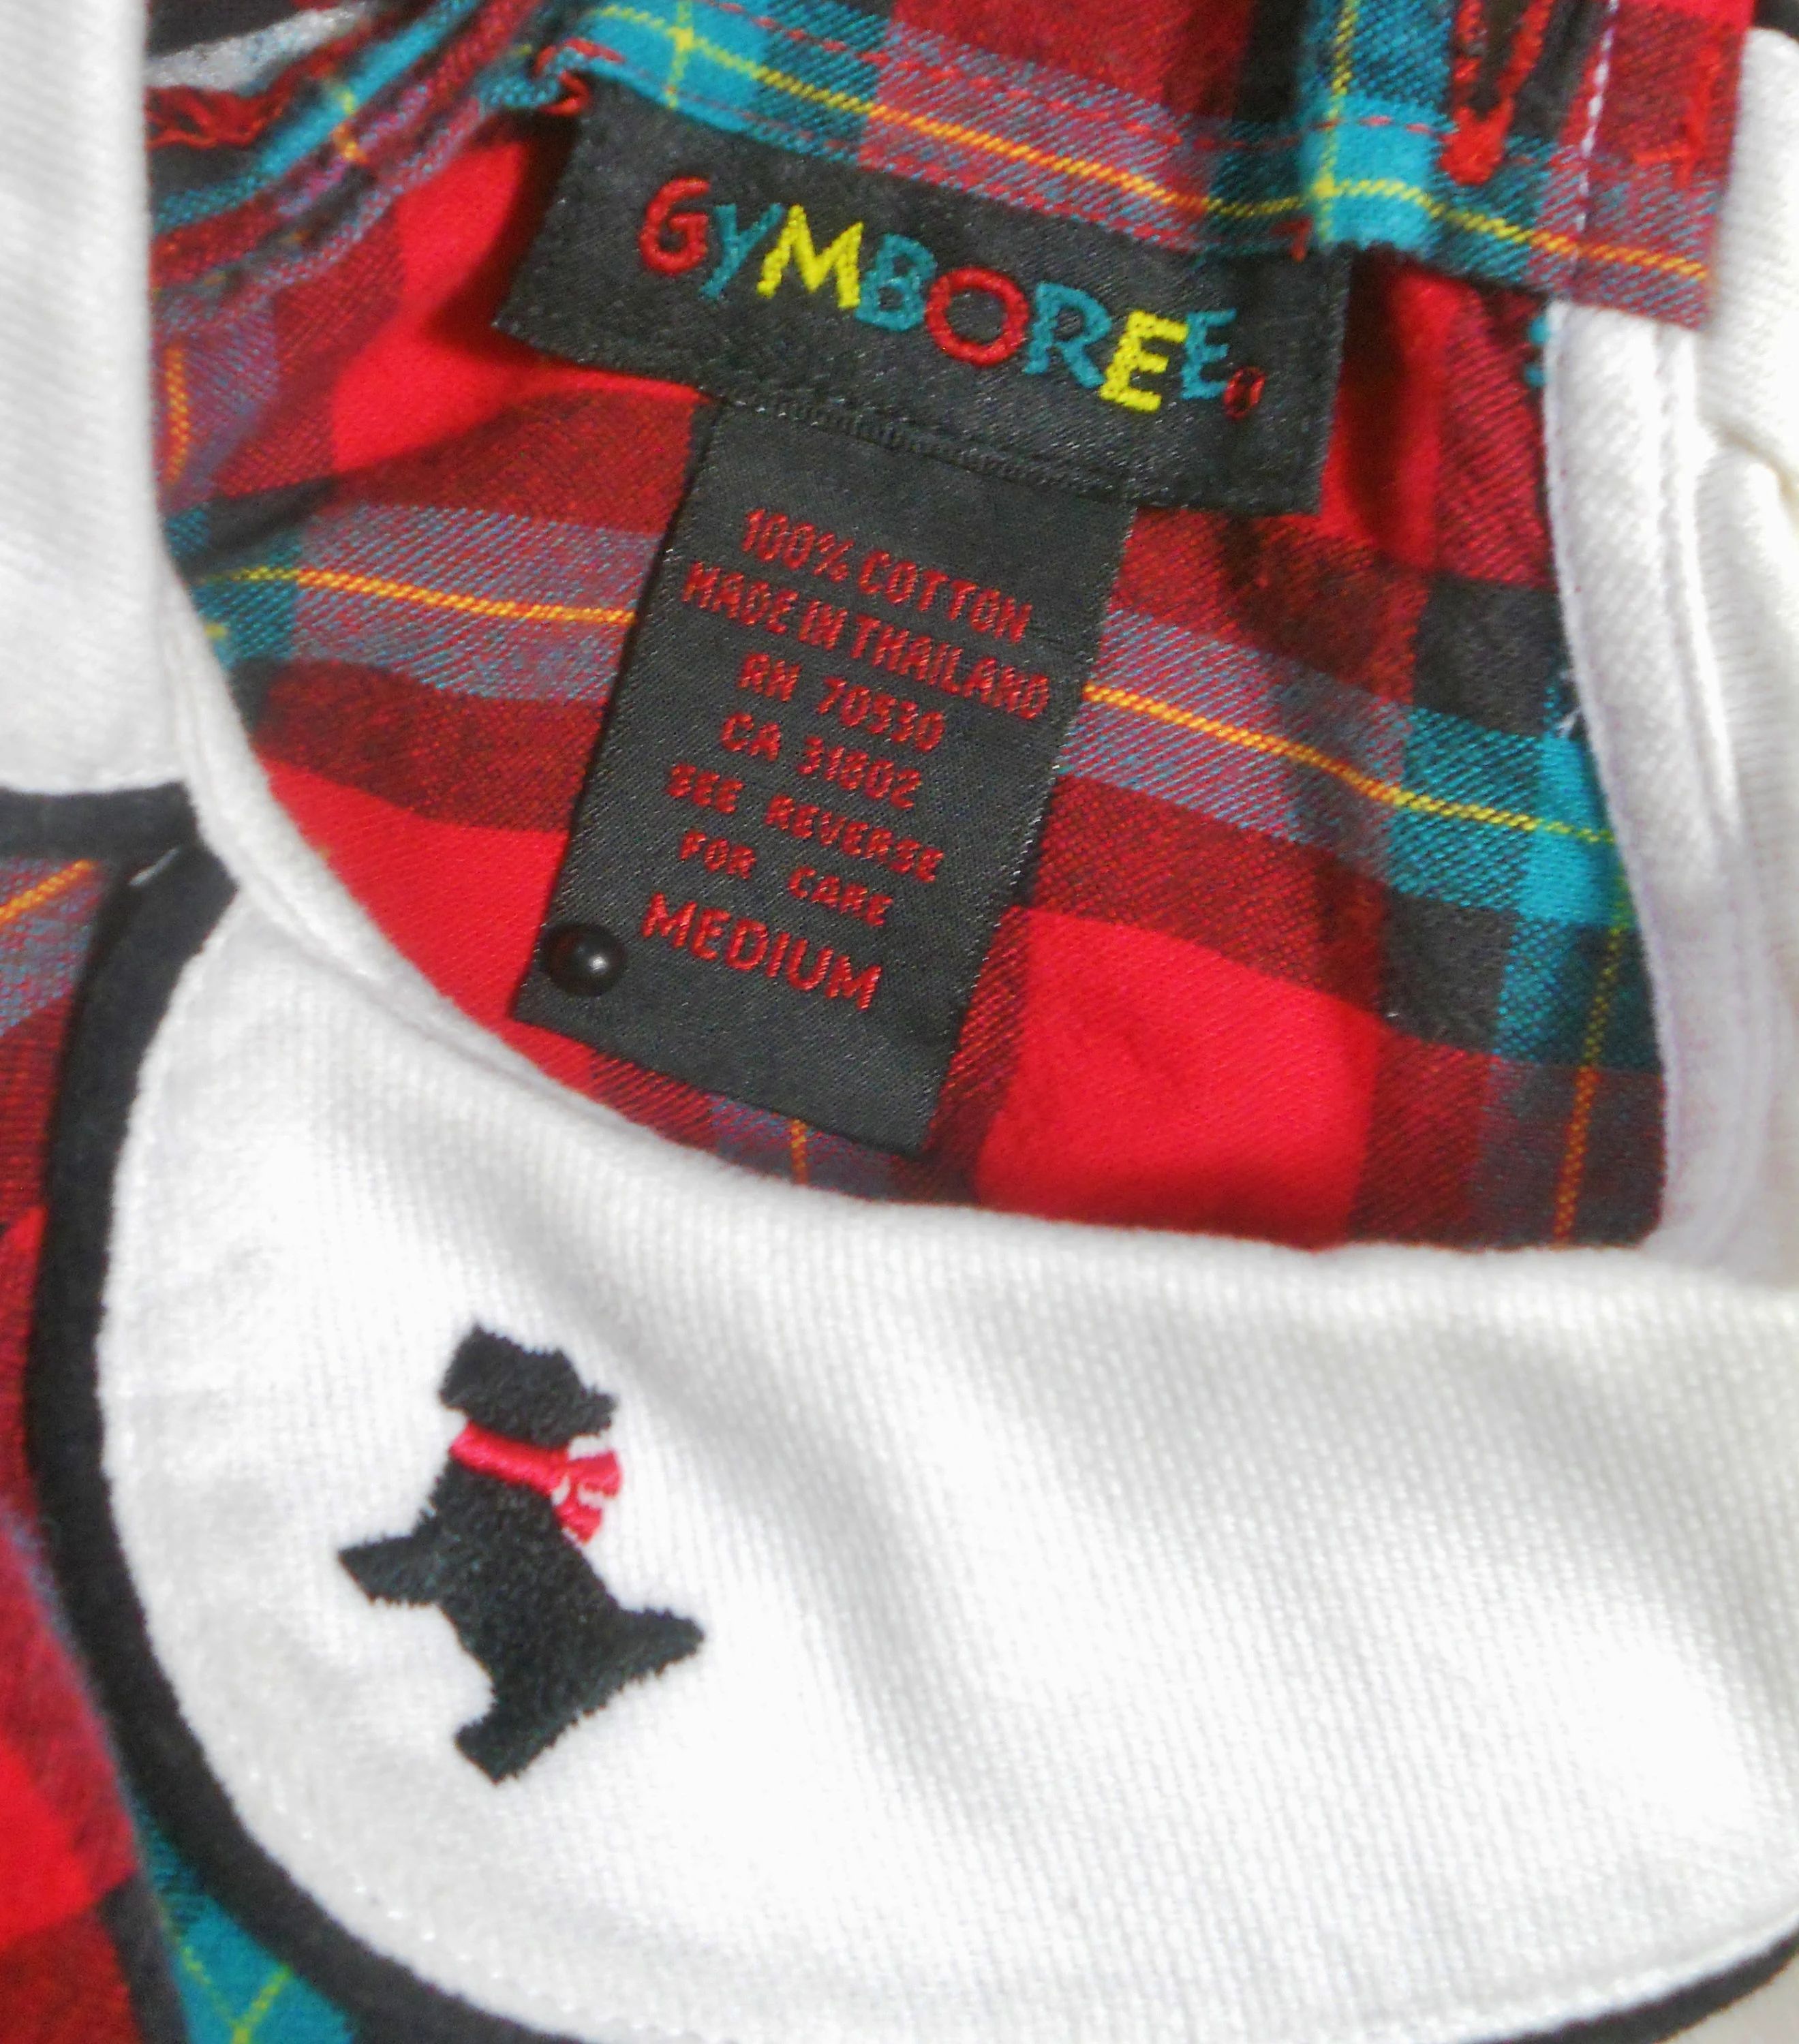 GYMBOREE®
100% COTTON
MADE IN THAILAND
RN 70530
CA 31802
SEE REVERSE
FOR CARE
MEDIUM